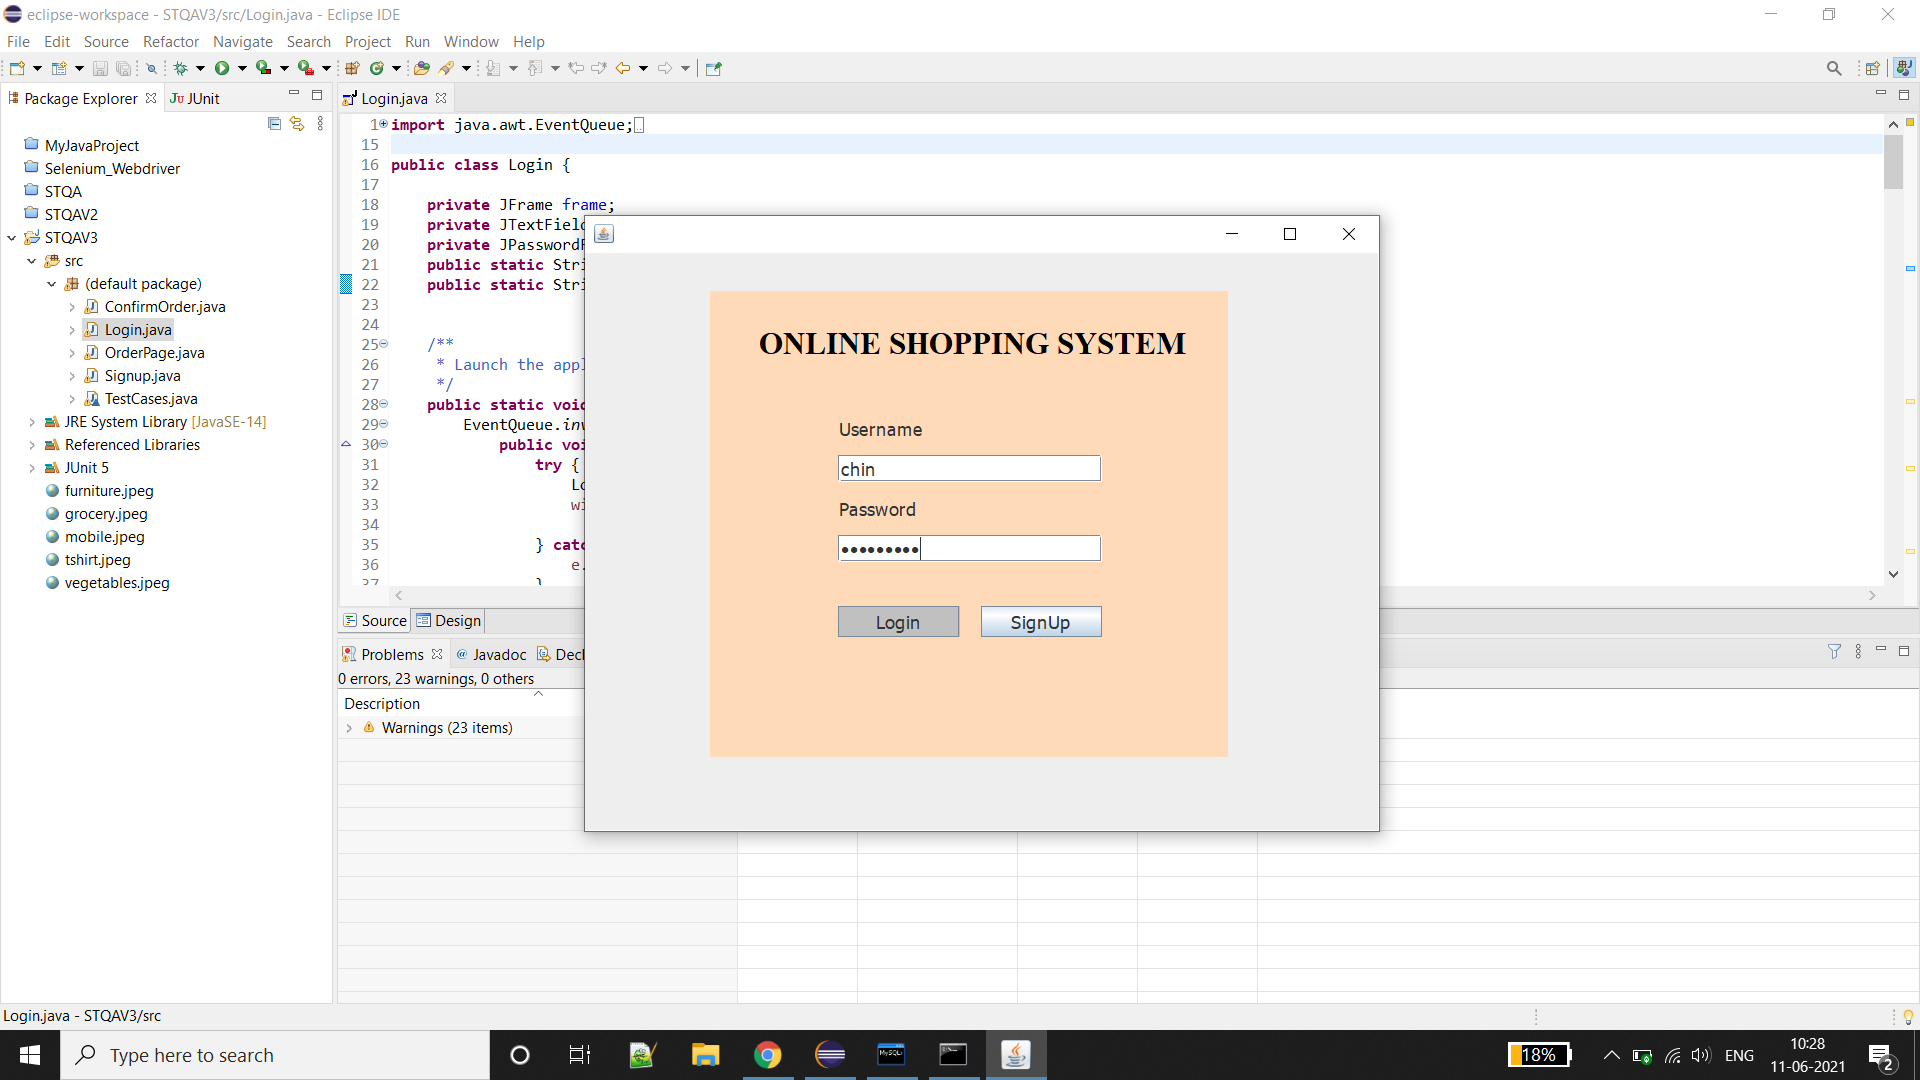 eclipse-workspace - STQAV3/src/Login.java - Eclipse IDE
File Edit Source Refactor Navigate Search Project Run Window Help
Package Explorer JUnit
Login.java
MyJavaProject
Selenium_Webdriver
STQA
STQAV2
STQAV3
src
(default package)
ConfirmOrder.java
Login.java
OrderPage.java
Signup.java
TestCases.java
JRE System Library [JavaSE-14]
Referenced Libraries
JUnit 5
furniture.jpeg
grocery.jpeg
mobile.jpeg
tshirt.jpeg
vegetables.jpeg
1 import java.awt.EventQueue;
15
16 public class Login {
17
18 private JFrame frame;
19 private JTextField
20 private JPasswordF
21 public static Stri
22 public static Stri
23
24
25 /**
26 * Launch the appl
27 */
28 public static void
29 EventQueue.inv
30 public voi
31 try {
32 Lo
33 wi
34
35 } catc
36 e.
37 }
Source Design
ONLINE SHOPPING SYSTEM
Username
chin
Password
•••••••••
Login SignUp
Problems Javadoc Decl
0 errors, 23 warnings, 0 others
Description
Warnings (23 items)
Login.java - STQAV3/src
Type here to search
MySQL
18%
ENG
10:28
11-06-2021
2